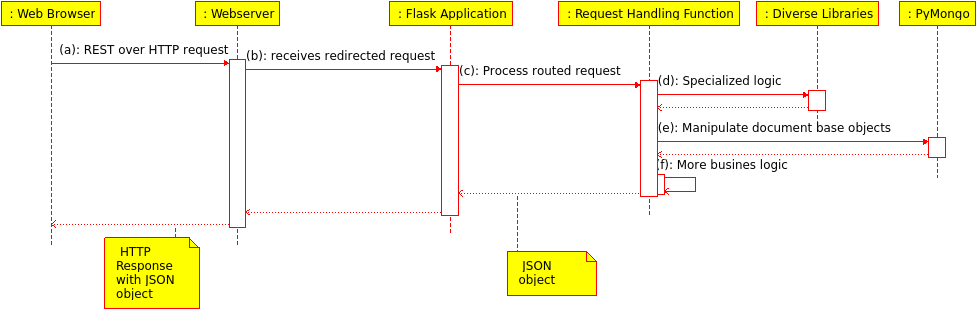 : Web Browser
: Webserver
: Flask Application
: Request Handling Function
: Diverse Libraries
: PyMongo
(a): REST over HTTP request
(b): receives redirected request
(c): Process routed request
(d): Specialized logic
(e): Manipulate document base objects
(f): More busines logic
HTTP
Response
with JSON
object
JSON
object